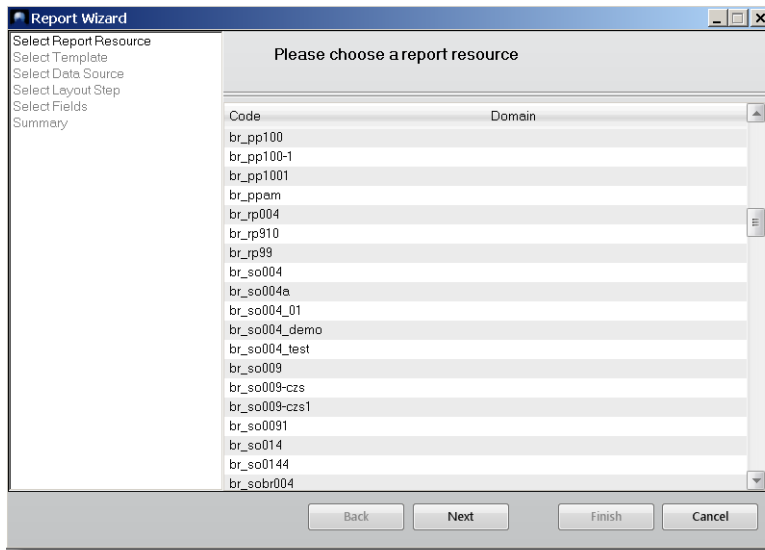 Report Wizard
Select Report Resource
Select Template
Select Data Source
Select Layout Step
Select Fields
Summary
Please choose a report resource
Code Domain
br_pp100
br_pp100-1
br_pp1001
br_ppam
br_rp004
br_rp910
br_rp99
br_so004
br_so004a
br_so004_01
br_so004_demo
br_so004_test
br_so009
br_so009-czs
br_so009-czs1
br_so0091
br_so014
br_so0144
br_sobr004
Back Next Finish Cancel